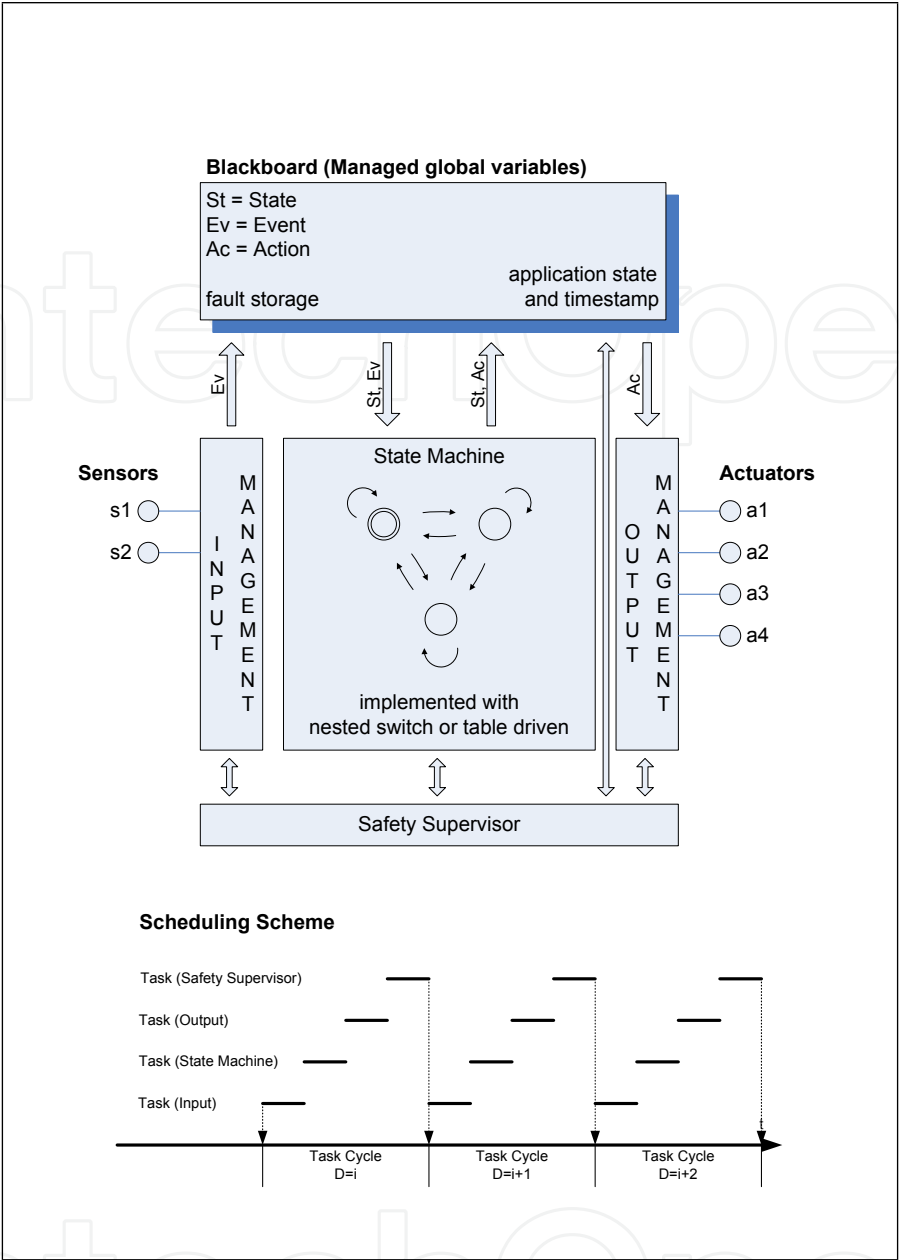 Blackboard (Managed global variables)
St = State
Ev = Event
Ac = Action
application state
fault storage
and timestamp
Ev
St, Ev
St, Ac
Ac
Sensors
s1
s2
INPUT
MANAGEMENT
State Machine
implemented with
nested switch or table driven
OUTPUT
MANAGEMENT
Actuators
a1
a2
a3
a4
Safety Supervisor
Scheduling Scheme
Task (Safety Supervisor)
Task (Output)
Task (State Machine)
Task (Input)
t
Task Cycle
D=i
Task Cycle
D=i+1
Task Cycle
D=i+2